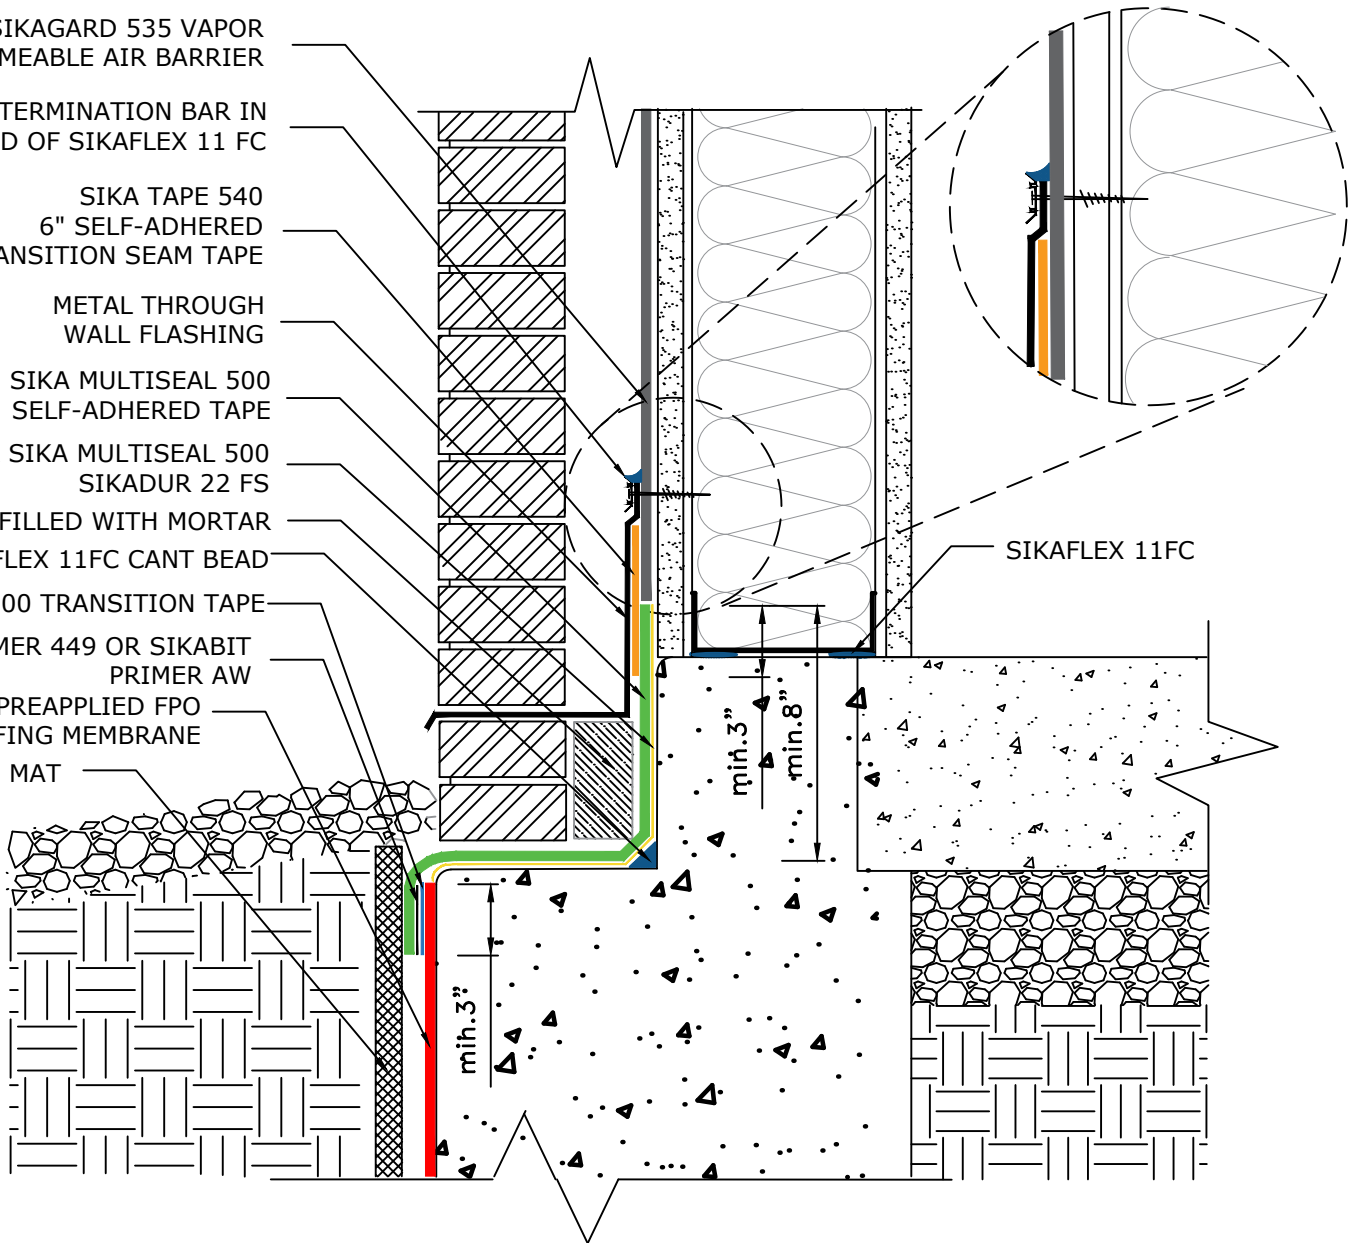 SIKAGARD 535 VAPOR
MEABLE AIR BARRIER
TERMINATION BAR IN
D OF SIKAFLEX 11 FC
SIKA TAPE 540
6" SELF-ADHERED
ANSITION SEAM TAPE
METAL THROUGH
WALL FLASHING
SIKA MULTISEAL 500
SELF-ADHERED TAPE
SIKA MULTISEAL 500
SIKADUR 22 FS
FILLED WITH MORTAR
FLEX 11FC CANT BEAD
00 TRANSITION TAPE
MER 449 OR SIKABIT
PRIMER AW
PREAPPLIED FPO
FING MEMBRANE
MAT
SIKAFLEX 11FC
min.3”
min.8”
min.3”